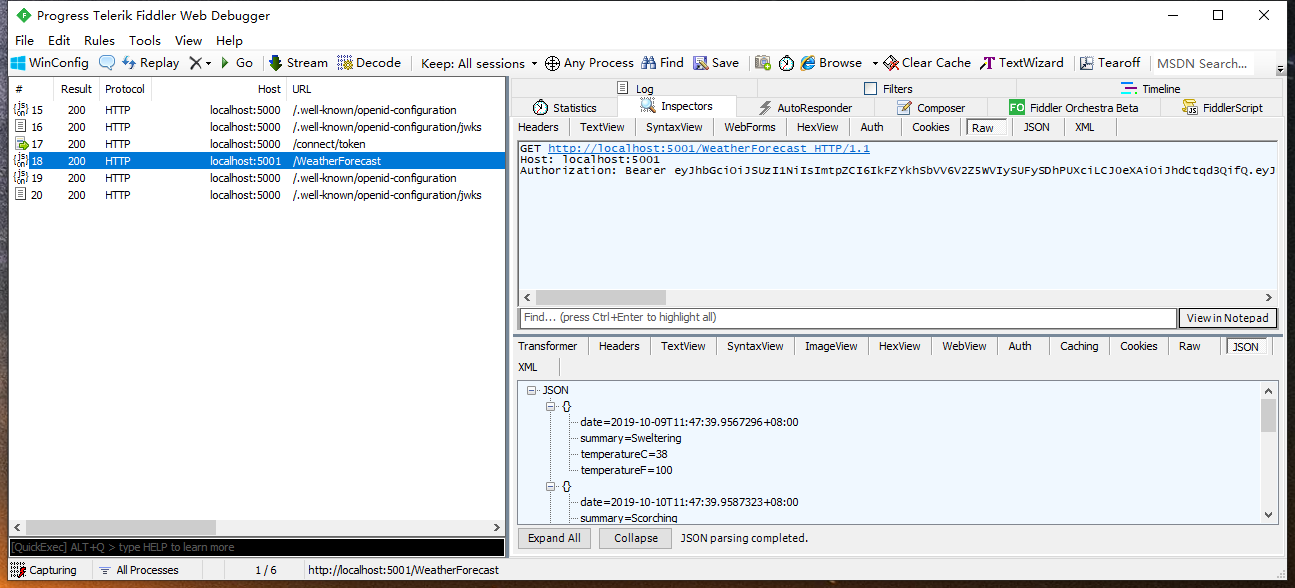 Progress Telerik Fiddler Web Debugger
File Edit Rules Tools View Help
WinConfig Replay Go Stream Decode Keep: All sessions Any Process Find Save Browse Clear Cache TextWizard Tearoff MSDN Search...
# Result Protocol Host URL
15 200 HTTP localhost:5000 /.well-known/openid-configuration
16 200 HTTP localhost:5000 /.well-known/openid-configuration/jwks
17 200 HTTP localhost:5000 /connect/token
18 200 HTTP localhost:5001 /WeatherForecast
19 200 HTTP localhost:5000 /.well-known/openid-configuration
20 200 HTTP localhost:5000 /.well-known/openid-configuration/jwks
[QuickExec] ALT+Q > type HELP to learn more
Log Filters Timeline
Statistics Inspectors AutoResponder Composer FO Fiddler Orchestra Beta FiddlerScript
Headers TextView SyntaxView WebForms HexView Auth Cookies Raw JSON XML
GET http://localhost:5001/WeatherForecast HTTP/1.1
Host: localhost:5001
Authorization: Bearer eyJhbGciOiJSUzI1NiIsImtpZCI6IkFZYkhSbVV6V2Z5WVIySUFySDhPUXciLCJ0eXAiOiJhdCtqd3QifQ.eyJ
Find... (press Ctrl+Enter to highlight all)
View in Notepad
Transformer Headers TextView SyntaxView ImageView HexView WebView Auth Caching Cookies Raw JSON
XML
JSON
{}
date=2019-10-09T11:47:39.9567296+08:00
summary=Sweltering
temperatureC=38
temperatureF=100
{}
date=2019-10-10T11:47:39.9587323+08:00
summary=Scorching
Expand All Collapse JSON parsing completed.
Capturing All Processes 1 / 6 http://localhost:5001/WeatherForecast